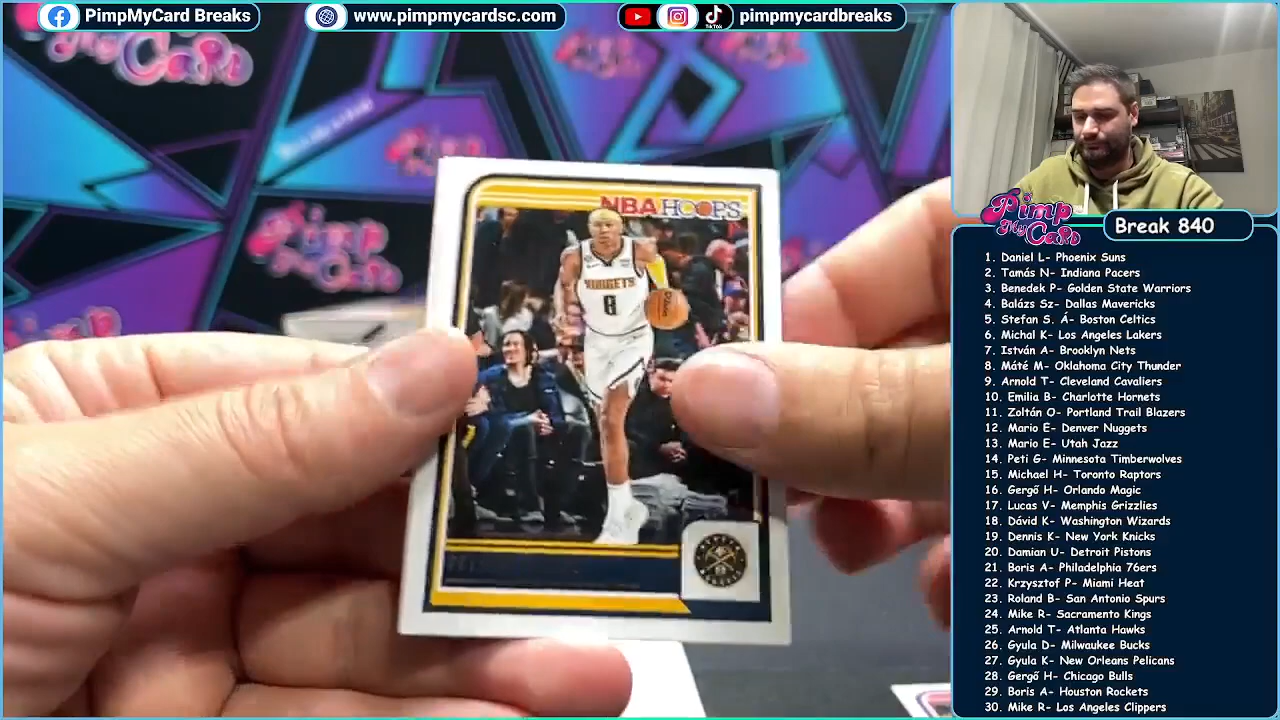 PimpMyCard Breaks
www.pimpmycardsc.com
TikTok
pimpmycardbreaks
NBA HOOPS
NUGGETS
8
Pimp
My Card
Break 840
1. Daniel L- Phoenix Suns
2. Tamás N- Indiana Pacers
3. Benedek P- Golden State Warriors
4. Balázs Sz- Dallas Mavericks
5. Stefan S. Á- Boston Celtics
6. Michal K- Los Angeles Lakers
7. István A- Brooklyn Nets
8. Máté M- Oklahoma City Thunder
9. Arnold T- Cleveland Cavaliers
10. Emilia B- Charlotte Hornets
11. Zoltán O- Portland Trail Blazers
12. Mario E- Denver Nuggets
13. Mario E- Utah Jazz
14. Peti G- Minnesota Timberwolves
15. Michael H- Toronto Raptors
16. Gergő H- Orlando Magic
17. Lucas V- Memphis Grizzlies
18. Dávid K- Washington Wizards
19. Dennis K- New York Knicks
20. Damian U- Detroit Pistons
21. Boris A- Philadelphia 76ers
22. Krzysztof P- Miami Heat
23. Roland B- San Antonio Spurs
24. Mike R- Sacramento Kings
25. Arnold T- Atlanta Hawks
26. Gyula D- Milwaukee Bucks
27. Gyula K- New Orleans Pelicans
28. Gergő H- Chicago Bulls
29. Boris A- Houston Rockets
30. Mike R- Los Angeles Clippers